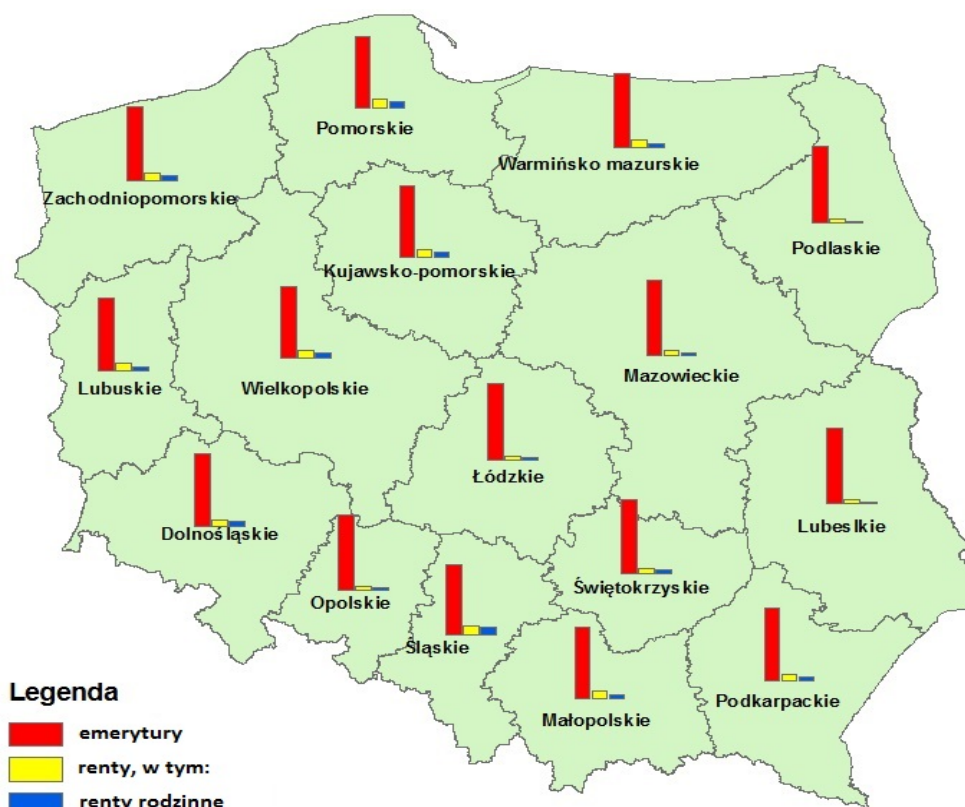 Pomorskie
Warmińsko mazurskie
Zachodniopomorskie
Podlaskie
Kujawsko-pomorskie
Mazowieckie
Lubuskie
Wielkopolskie
Łódzkie
Lubeslkie
Dolnośląskie
Świętokrzyskie
Opolskie
Śląskie
Podkarpackie
Małopolskie
Legenda
emerytury
renty, w tym:
renty rodzinne